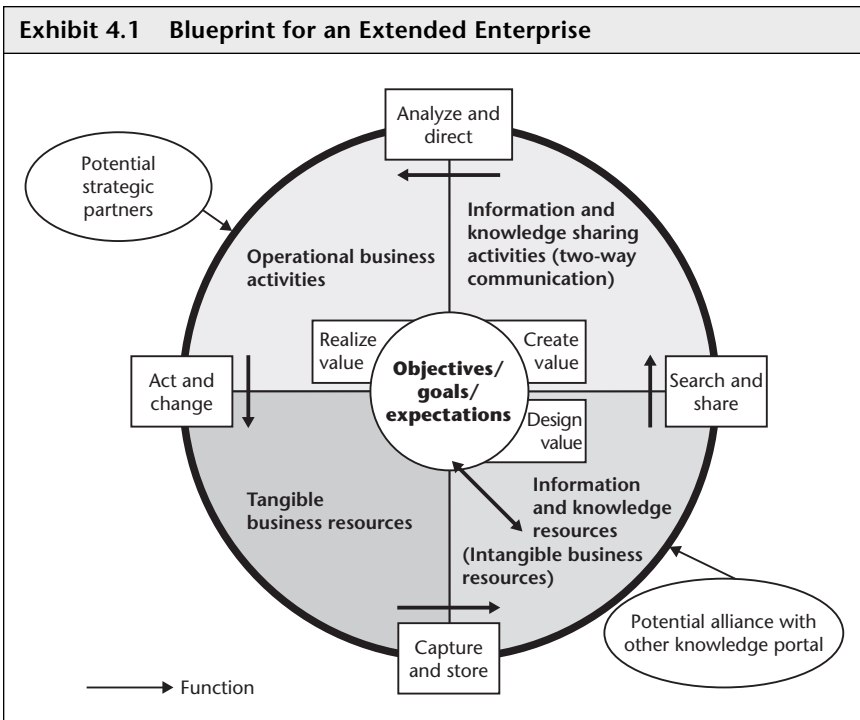 Exhibit 4.1 Blueprint for an Extended Enterprise
Analyze and
direct
Potential
strategic
partners
Information and
knowledge sharing
activities (two-way
communication)
Operational business
activities
Realize
value
Create
value
Objectives/
goals/
expectations
Act and
change
Search and
share
Design
value
Tangible
business resources
Information
and knowledge
resources
(Intangible business
resources)
Potential alliance with
other knowledge portal
Capture
and store
Function